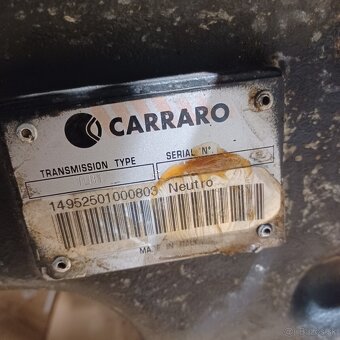 CARRARO
TRANSMISSION TYPE
SERIAL N°
14952501000803 Neutro
MADE IN ITALY